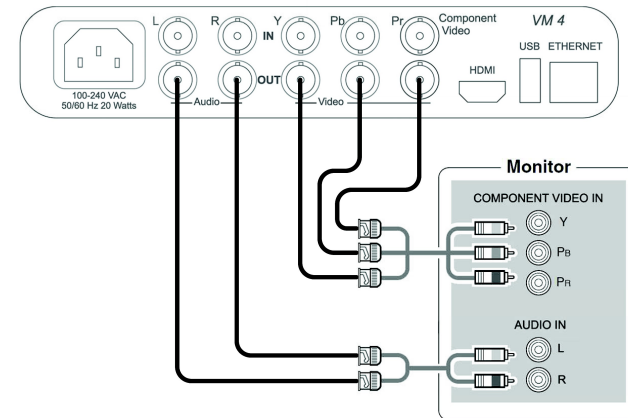 L R Y Pb Pr Component
Video
VM 4
IN
USB ETHERNET
HDMI
OUT
100-240 VAC
50/60 Hz 20 Watts
Audio
Video
Monitor
COMPONENT VIDEO IN
Y
PB
PR
AUDIO IN
L
R